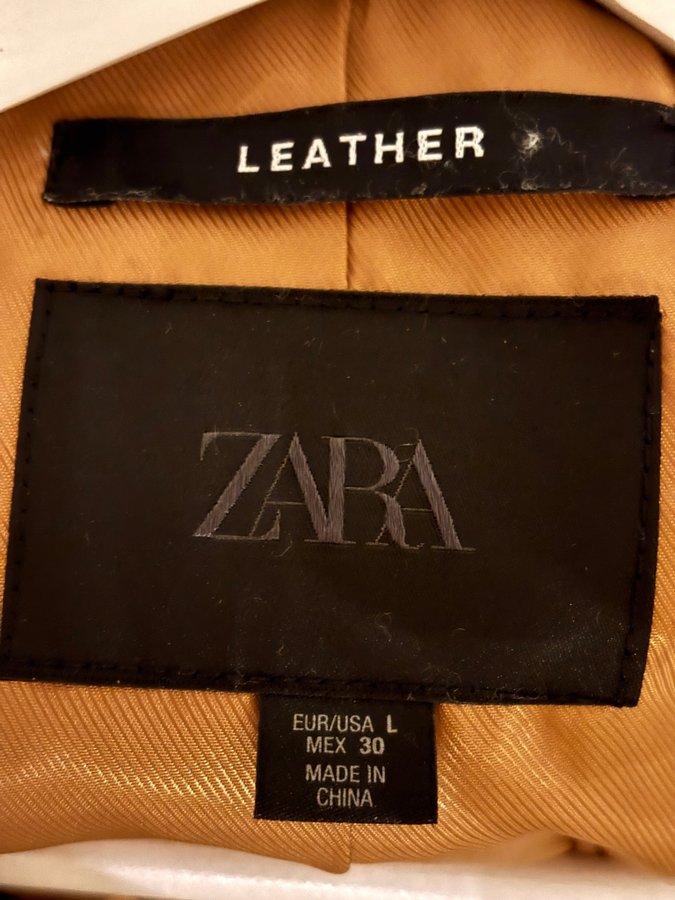 LEATHER
ZARA
EUR/USA L
MEX 30
MADE IN
CHINA